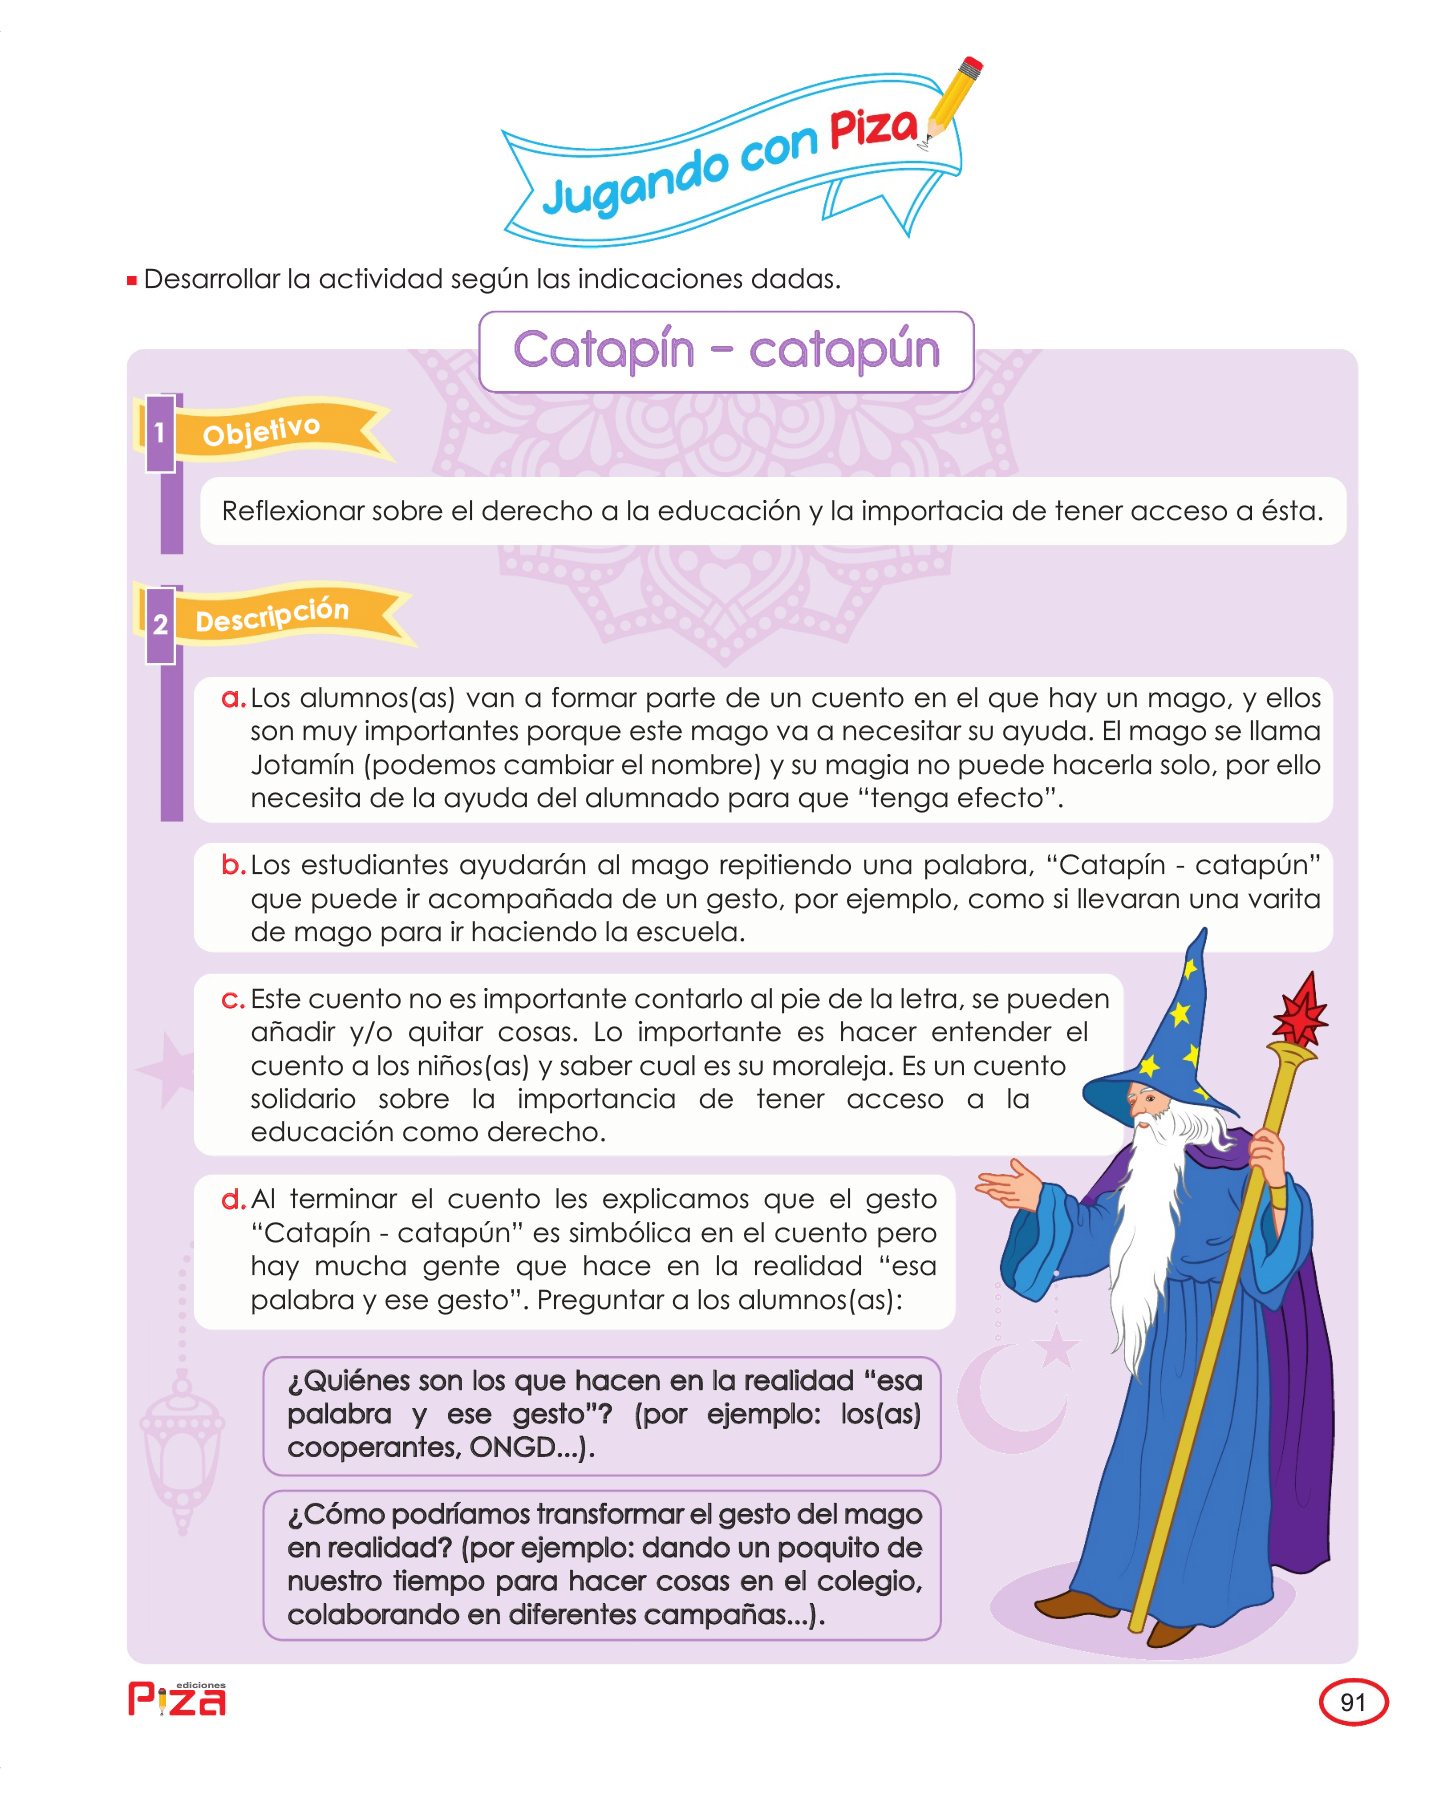 Jugando con Piza
Desarrollar la actividad según las indicaciones dadas.
Catapín - catapún
1 Objetivo
Reflexionar sobre el derecho a la educación y la importacia de tener acceso a ésta.
2 Descripción
a. Los alumnos(as) van a formar parte de un cuento en el que hay un mago, y ellos
son muy importantes porque este mago va a necesitar su ayuda. El mago se llama
Jotamín (podemos cambiar el nombre) y su magia no puede hacerla solo, por ello
necesita de la ayuda del alumnado para que “tenga efecto”.
b. Los estudiantes ayudarán al mago repitiendo una palabra, “Catapín - catapún”
que puede ir acompañada de un gesto, por ejemplo, como si llevaran una varita
de mago para ir haciendo la escuela.
c. Este cuento no es importante contarlo al pie de la letra, se pueden
añadir y/o quitar cosas. Lo importante es hacer entender el
cuento a los niños(as) y saber cual es su moraleja. Es un cuento
solidario sobre la importancia de tener acceso a la
educación como derecho.
d. Al terminar el cuento les explicamos que el gesto
“Catapín - catapún” es simbólica en el cuento pero
hay mucha gente que hace en la realidad “esa
palabra y ese gesto”. Preguntar a los alumnos(as):
¿Quiénes son los que hacen en la realidad “esa
palabra y ese gesto”? (por ejemplo: los(as)
cooperantes, ONGD...).
¿Cómo podríamos transformar el gesto del mago
en realidad? (por ejemplo: dando un poquito de
nuestro tiempo para hacer cosas en el colegio,
colaborando en diferentes campañas...).
ediciones
Piza
91